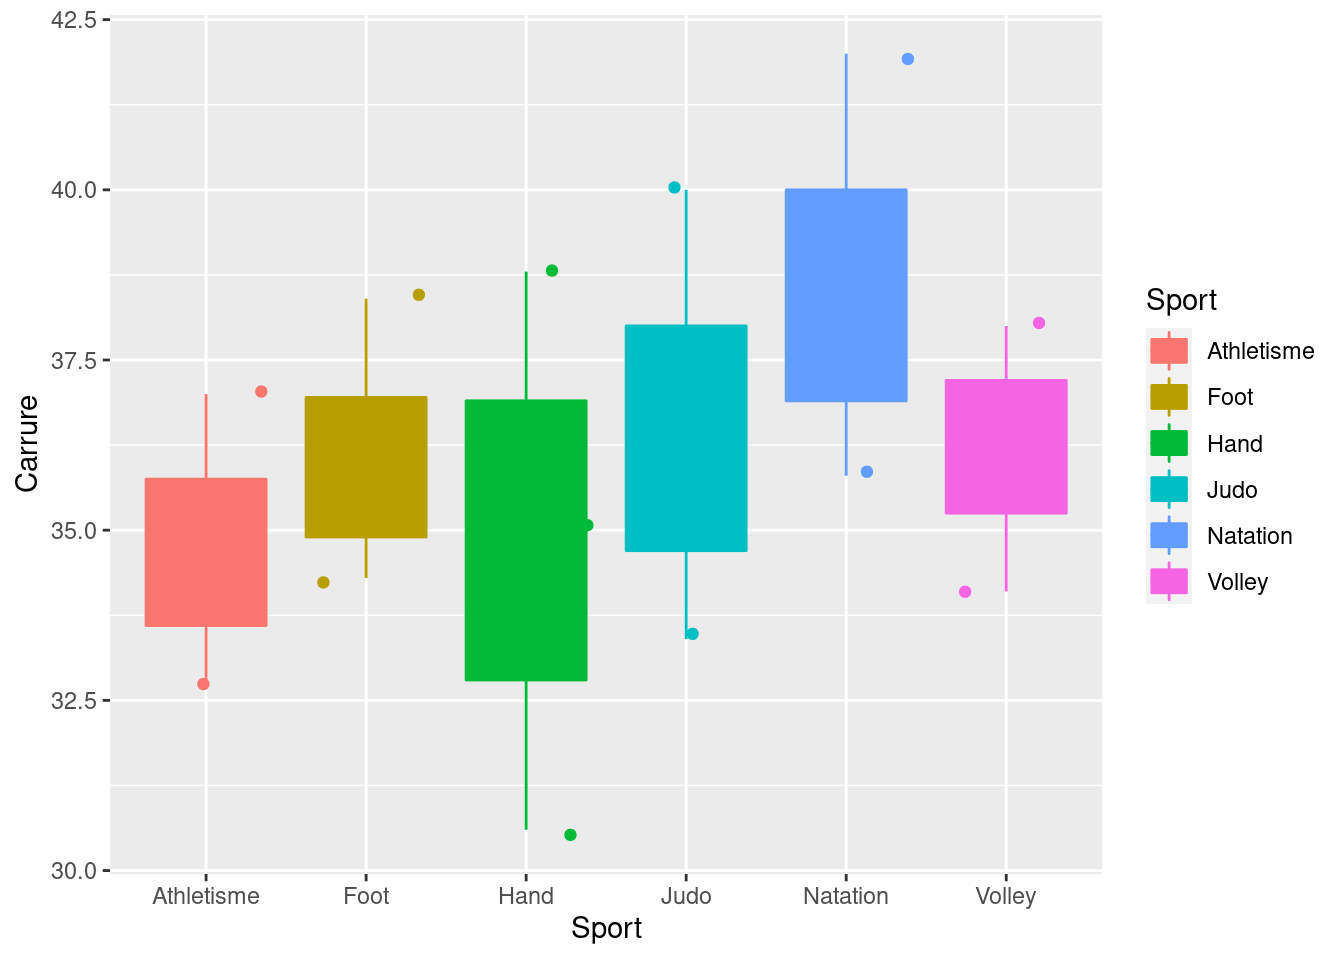 42.5
40.0
37.5
35.0
32.5
30.0
Carrure
Athletisme Foot Hand Judo Natation Volley
Sport
Sport
Athletisme
Foot
Hand
Judo
Natation
Volley